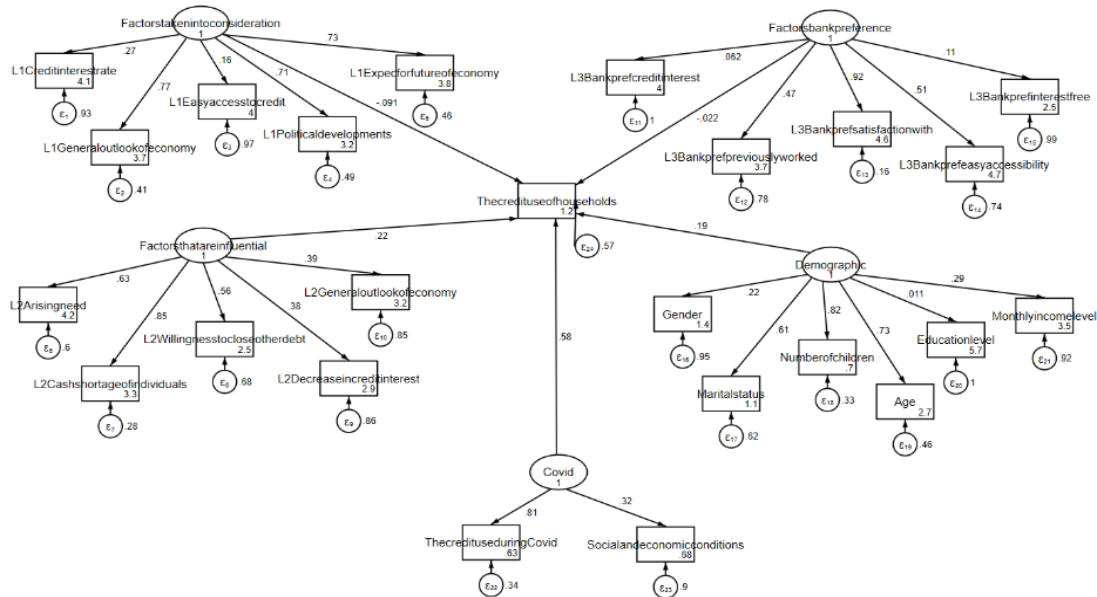 Factorstakenintoconsideration
1
.27
.77
.16
.71
.73
-.091
L1Creditinterestrate
4.1
ε1 .93
L1Generaloutlookofeconomy
3.7
ε2 .41
L1Easyaccesstocredit
4
ε3 .97
L1Politicaldevelopments
3.2
ε4 .49
L1Expecforfutureofeconomy
3.8
ε5 .46
Factorsbankpreference
1
.062
.47
.92
.51
.11
-.022
L3Bankprefcreditinterest
4
ε11 1
L3Bankprefpreviouslyworked
3.7
ε12 .78
L3Bankprefsatisfactionwith
4.6
ε13 .16
L3Bankprefeasyaccessibility
4.7
ε14 .74
L3Bankprefinterestfree
2.5
ε15 .99
Thecredituseofhouseholds
1.2
ε24 .57
Factorsthatareinfluential
1
.22
.63
.85
.56
.38
.39
L2Arisingneed
4.2
ε6 .6
L2Cashshortageofindividuals
3.3
ε7 .28
L2Willingnesstocloseotherdebt
2.5
ε8 .68
L2Decreaseincreditinterest
2.9
ε9 .86
L2Generaloutlookofeconomy
3.2
ε10 .85
Demographic
1
.19
.22
.61
.82
.73
.011
.29
Gender
1.4
ε16 .95
Maritalstatus
1.1
ε17 .62
Numberofchildren
.7
ε18 .33
Age
2.7
ε19 .46
Educationlevel
5.7
ε20 1
Monthlyincomelevel
3.5
ε21 .92
.58
Covid
1
.81
.32
ThecredituseduringCovid
.63
ε22 .34
Socialandeconomicconditions
.68
ε23 .9